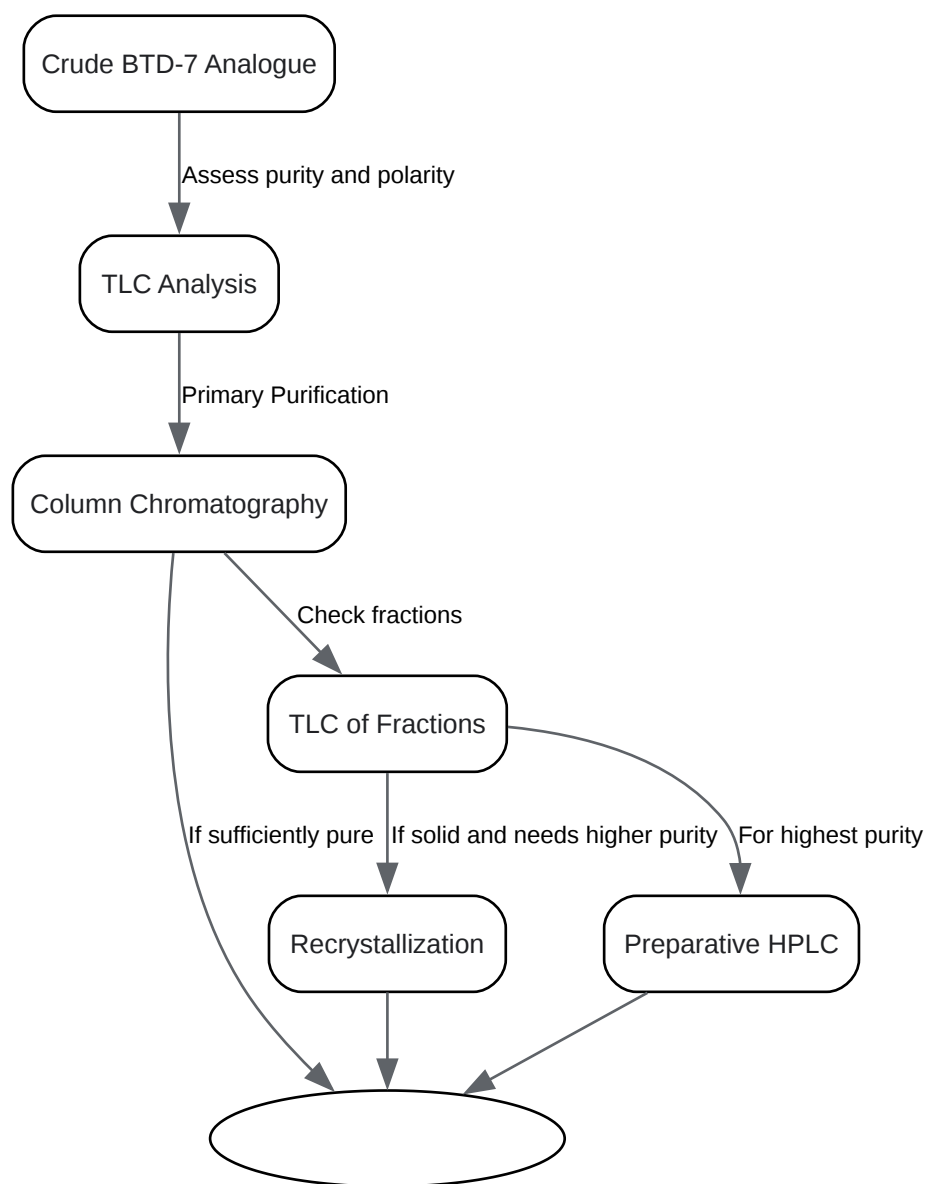 Crude BTD-7 Analogue
Assess purity and polarity
TLC Analysis
Primary Purification
Column Chromatography
Check fractions
TLC of Fractions
If sufficiently pure
If solid and needs higher purity
For highest purity
Recrystallization
Preparative HPLC